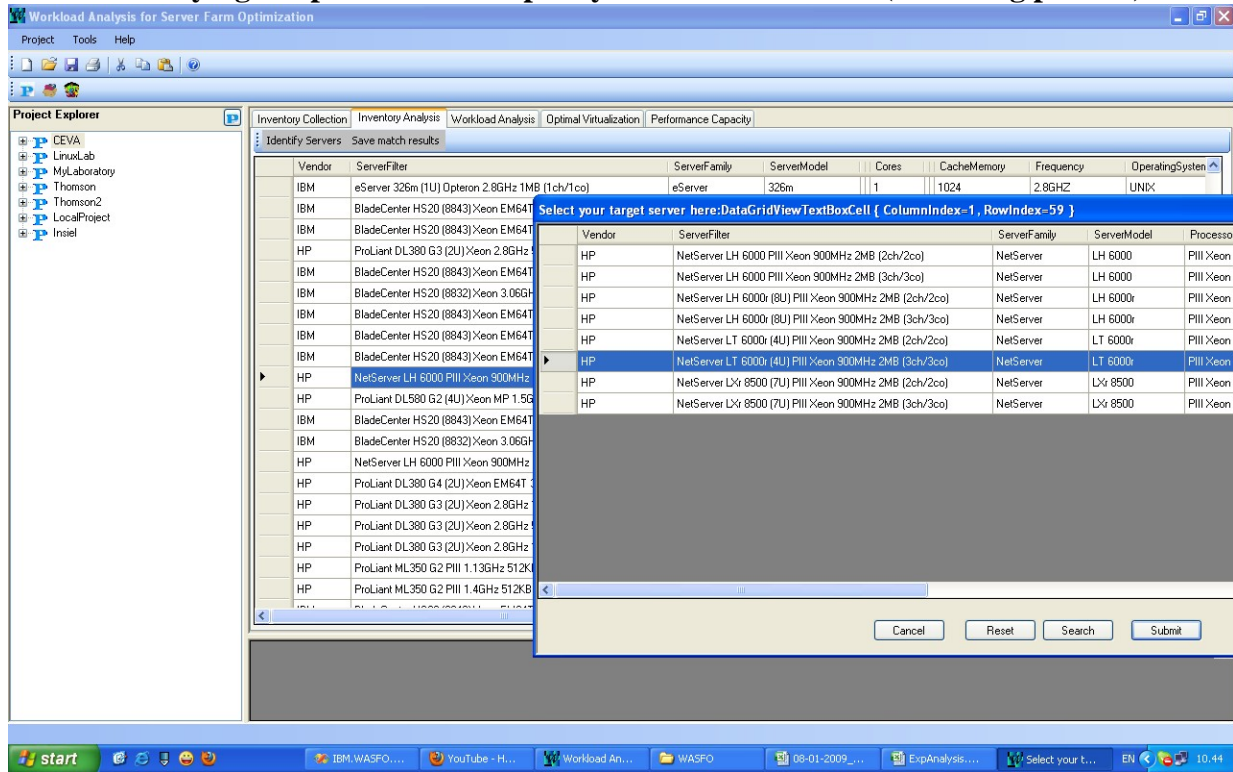 Workload Analysis for Server Farm Optimization
Project Tools Help
Project Explorer
CEVA
LinuxLab
MyLaboratory
Thomson
Thomson2
LocalProject
Insiel
Inventory Collection Inventory Analysis Workload Analysis Optimal Virtualization Performance Capacity
Identify Servers Save match results
Vendor ServerFilter ServerFamily ServerModel Cores CacheMemory Frequency OperatingSystem
IBM eServer 326m (1U) Opteron 2.8GHz 1MB (1ch/1co) eServer 326m 1 1024 2.8GHZ UNIX
IBM BladeCenter HS20 (8843) Xeon EM64T
IBM BladeCenter HS20 (8843) Xeon EM64T
HP ProLiant DL380 G3 (2U) Xeon 2.8GHz
IBM BladeCenter HS20 (8843) Xeon EM64T
IBM BladeCenter HS20 (8832) Xeon 3.06GH
IBM BladeCenter HS20 (8843) Xeon EM64T
IBM BladeCenter HS20 (8843) Xeon EM64T
IBM BladeCenter HS20 (8843) Xeon EM64T
HP NetServer LH 6000 PIII Xeon 900MHz
HP ProLiant DL580 G2 (4U) Xeon MP 1.5G
IBM BladeCenter HS20 (8843) Xeon EM64T
IBM BladeCenter HS20 (8832) Xeon 3.06GH
HP NetServer LH 6000 PIII Xeon 900MHz
HP ProLiant DL380 G4 (2U) Xeon EM64T
HP ProLiant DL380 G3 (2U) Xeon 2.8GHz
HP ProLiant DL380 G3 (2U) Xeon 2.8GHz
HP ProLiant DL380 G3 (2U) Xeon 2.8GHz
HP ProLiant ML350 G2 PIII 1.13GHz 512K
HP ProLiant ML350 G2 PIII 1.4GHz 512KB
Select your target server here:DataGridViewTextBoxCell { ColumnIndex=1, RowIndex=59 }
Vendor ServerFilter ServerFamily ServerModel Processo
HP NetServer LH 6000 PIII Xeon 900MHz 2MB (2ch/2co) NetServer LH 6000 PIII Xeon
HP NetServer LH 6000 PIII Xeon 900MHz 2MB (3ch/3co) NetServer LH 6000 PIII Xeon
HP NetServer LH 6000r (8U) PIII Xeon 900MHz 2MB (2ch/2co) NetServer LH 6000r PIII Xeon
HP NetServer LH 6000r (8U) PIII Xeon 900MHz 2MB (3ch/3co) NetServer LH 6000r PIII Xeon
HP NetServer LT 6000r (4U) PIII Xeon 900MHz 2MB (2ch/2co) NetServer LT 6000r PIII Xeon
HP NetServer LT 6000r (4U) PIII Xeon 900MHz 2MB (3ch/3co) NetServer LT 6000r PIII Xeon
HP NetServer LXr 8500 (7U) PIII Xeon 900MHz 2MB (2ch/2co) NetServer LXr 8500 PIII Xeon
HP NetServer LXr 8500 (7U) PIII Xeon 900MHz 2MB (3ch/3co) NetServer LXr 8500 PIII Xeon
Cancel Reset Search Submit
start IBM.WASFO.... YouTube - H... Workload An... WASFO 08-01-2009_... ExpAnalysis.... Select your t... EN 10.44